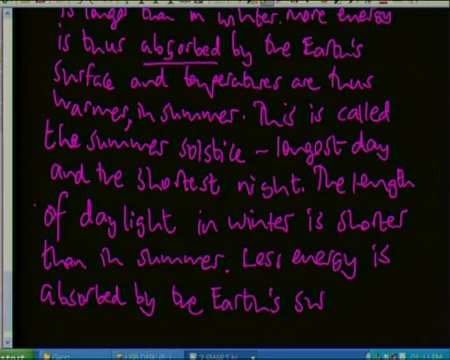 is longer than in winter. More energy
is thus absorbed by the Earth's
surface and temperatures are thus
warmer, in summer. This is called
the summer solstice - longest day
and the shortest night. The length
of daylight in winter is shorter
than in summer. Less energy is
absorbed by the Earth's sur
start